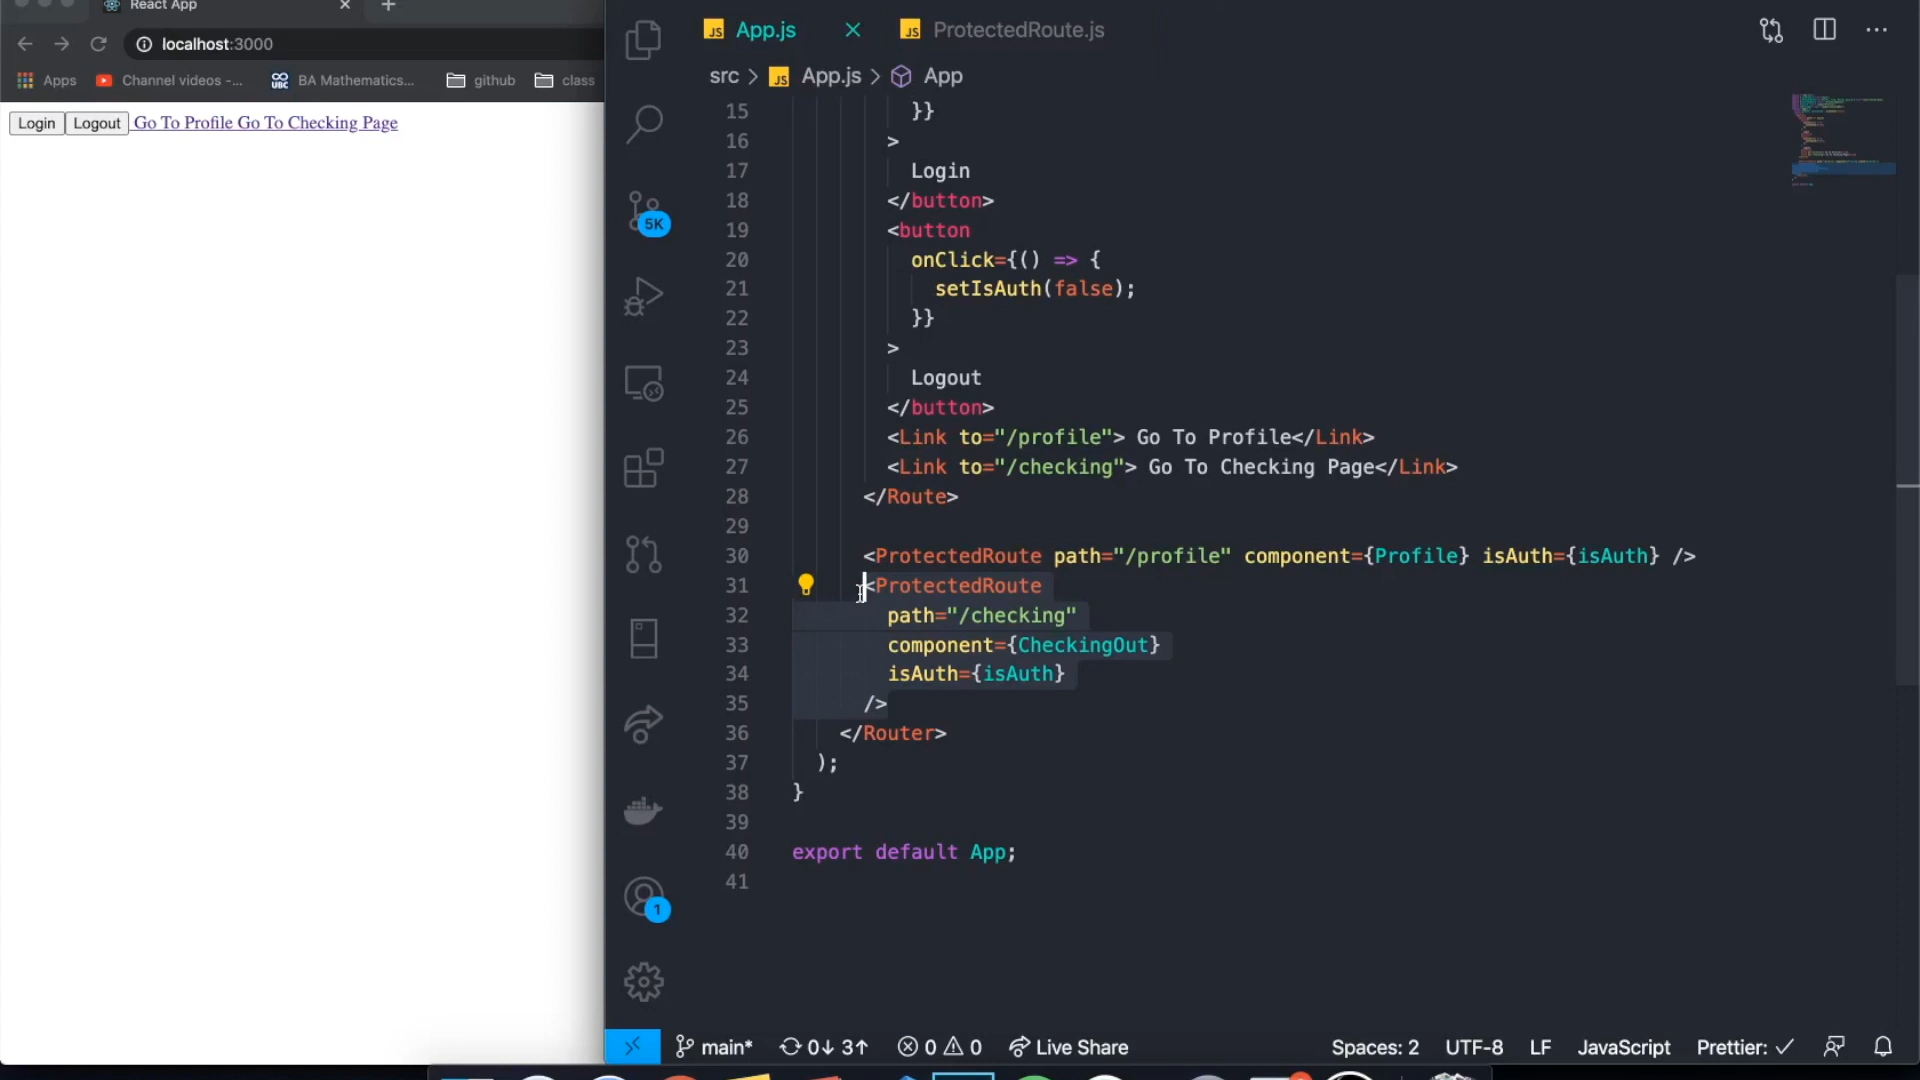 React App
localhost:3000
Apps
Channel videos -...
UBC
BA Mathematics...
github
class
Login
Logout
Go To Profile Go To Checking Page
JS App.js
JS ProtectedRoute.js
src > JS App.js > App
5K
1
15 }}
16 >
17 Login
18 </button>
19 <button
20 onClick={() => {
21 setIsAuth(false);
22 }}
23 >
24 Logout
25 </button>
26 <Link to="/profile"> Go To Profile</Link>
27 <Link to="/checking"> Go To Checking Page</Link>
28 </Route>
29
30 <ProtectedRoute path="/profile" component={Profile} isAuth={isAuth} />
31 <ProtectedRoute
32 path="/checking"
33 component={CheckingOut}
34 isAuth={isAuth}
35 />
36 </Router>
37 );
38 }
39
40 export default App;
41
main* 0↓ 3↑ 0 0 Live Share
Spaces: 2 UTF-8 LF JavaScript Prettier: ✓